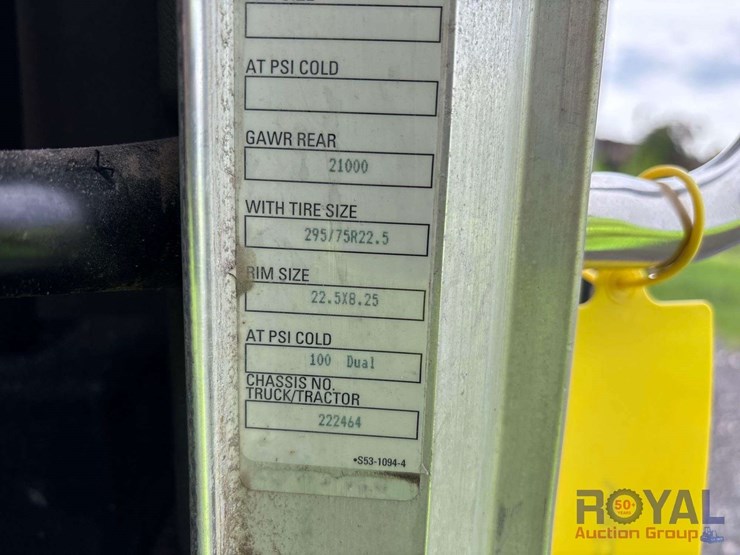 AT PSI COLD
GAWR REAR
21000
WITH TIRE SIZE
295/75R22.5
RIM SIZE
22.5X8.25
AT PSI COLD
100 Dual
CHASSIS NO.
TRUCK/TRACTOR
222464
*S53-1094-4
ROYAL
50+
YEARS
Auction Group